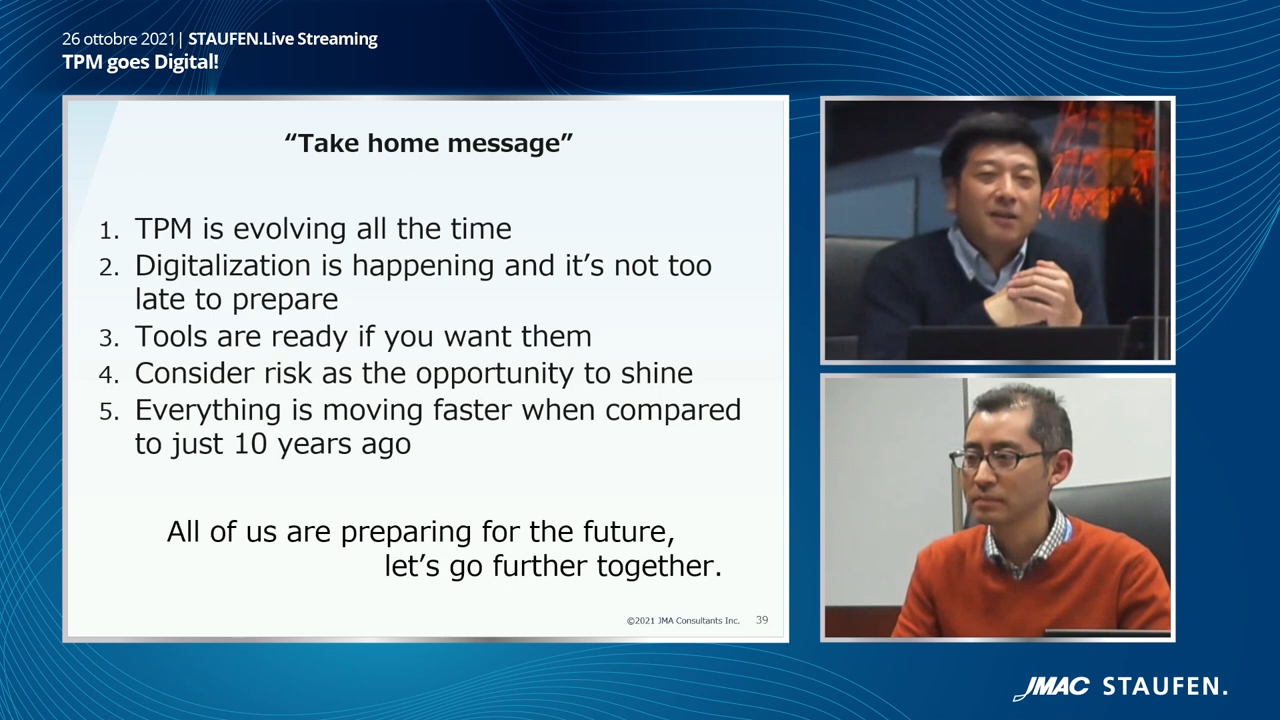 26 ottobre 2021| STAUFEN.Live Streaming
TPM goes Digital!
“Take home message”
1. TPM is evolving all the time
2. Digitalization is happening and it’s not too
late to prepare
3. Tools are ready if you want them
4. Consider risk as the opportunity to shine
5. Everything is moving faster when compared
to just 10 years ago
All of us are preparing for the future,
let’s go further together.
©2021 JMA Consultants Inc. 39
JMAC STAUFEN.